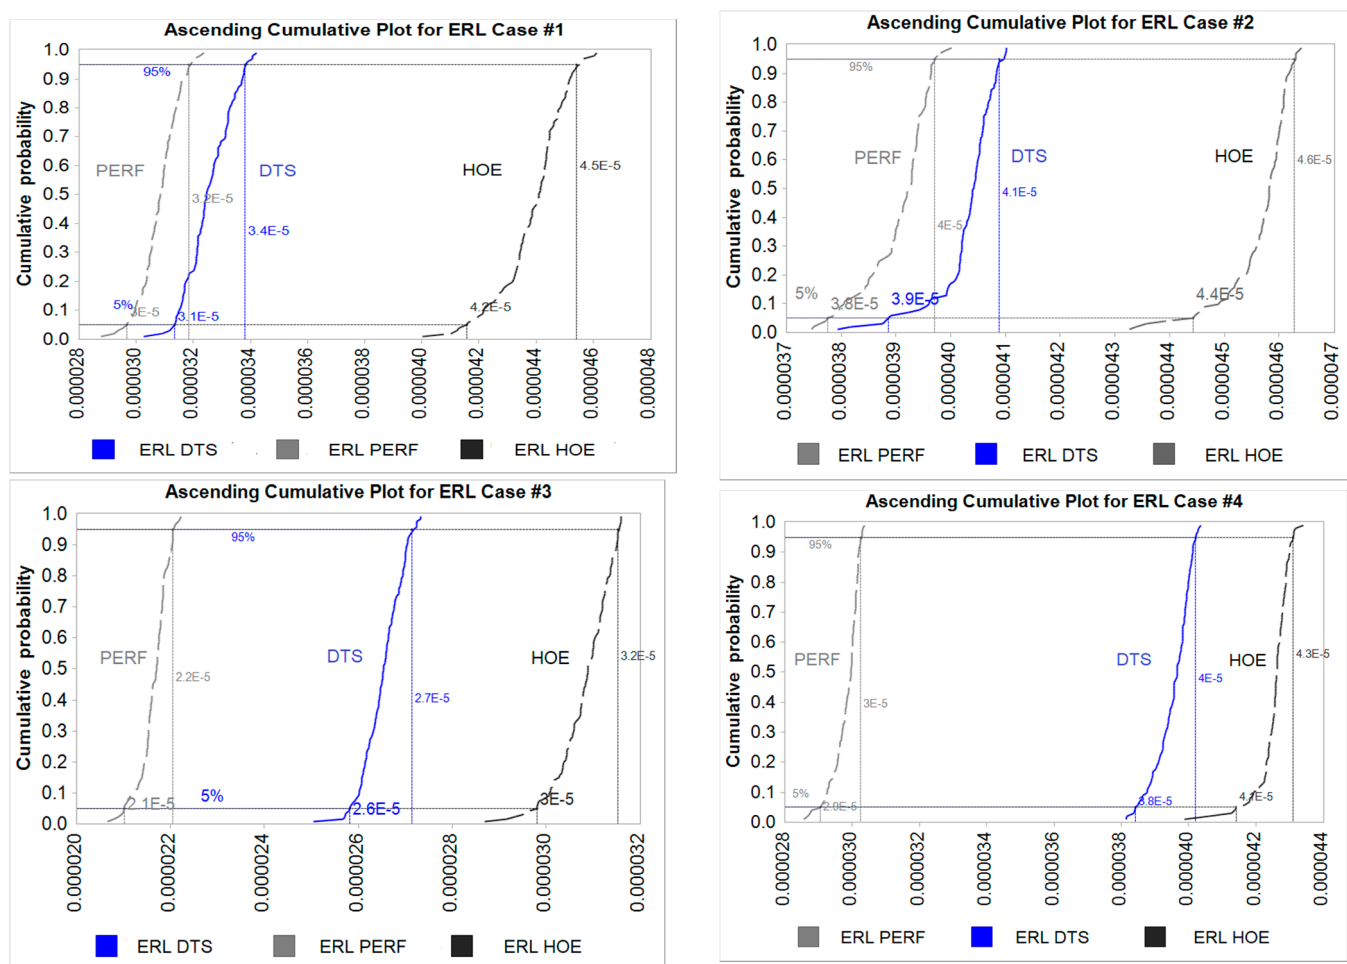 Ascending Cumulative Plot for ERL Case #1
Cumulative probability
1.0
0.9
0.8
0.7
0.6
0.5
0.4
0.3
0.2
0.1
0.0
95%
5%
PERF
DTS
HOE
3.2E-5
3.4E-5
4.5E-5
3E-5
3.1E-5
4.2E-5
0.000028
0.000030
0.000032
0.000034
0.000036
0.000038
0.000040
0.000042
0.000044
0.000046
0.000048
ERL DTS
ERL PERF
ERL HOE
Ascending Cumulative Plot for ERL Case #2
Cumulative probability
1.0
0.9
0.8
0.7
0.6
0.5
0.4
0.3
0.2
0.1
0.0
95%
5%
PERF
DTS
HOE
4E-5
4.1E-5
4.6E-5
3.8E-5
3.9E-5
4.4E-5
0.000037
0.000038
0.000039
0.000040
0.000041
0.000042
0.000043
0.000044
0.000045
0.000046
0.000047
ERL PERF
ERL DTS
ERL HOE
Ascending Cumulative Plot for ERL Case #3
Cumulative probability
1.0
0.9
0.8
0.7
0.6
0.5
0.4
0.3
0.2
0.1
0.0
95%
5%
PERF
DTS
HOE
2.2E-5
2.7E-5
3.2E-5
2.1E-5
2.6E-5
3E-5
0.000020
0.000022
0.000024
0.000026
0.000028
0.000030
0.000032
ERL DTS
ERL PERF
ERL HOE
Ascending Cumulative Plot for ERL Case #4
Cumulative probability
1.0
0.9
0.8
0.7
0.6
0.5
0.4
0.3
0.2
0.1
0.0
95%
5%
PERF
DTS
HOE
3E-5
4E-5
4.3E-5
2.9E-5
3.8E-5
4.1E-5
0.000028
0.000030
0.000032
0.000034
0.000036
0.000038
0.000040
0.000042
0.000044
ERL PERF
ERL DTS
ERL HOE